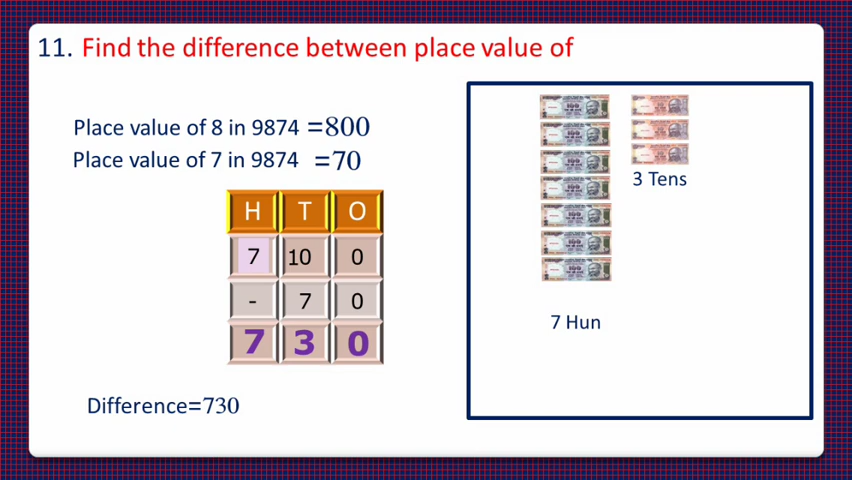 11. Find the difference between place value of
Place value of 8 in 9874 =800
Place value of 7 in 9874 =70
H T O
7 10 0
- 7 0
7 3 0
Difference=730
3 Tens
7 Hun